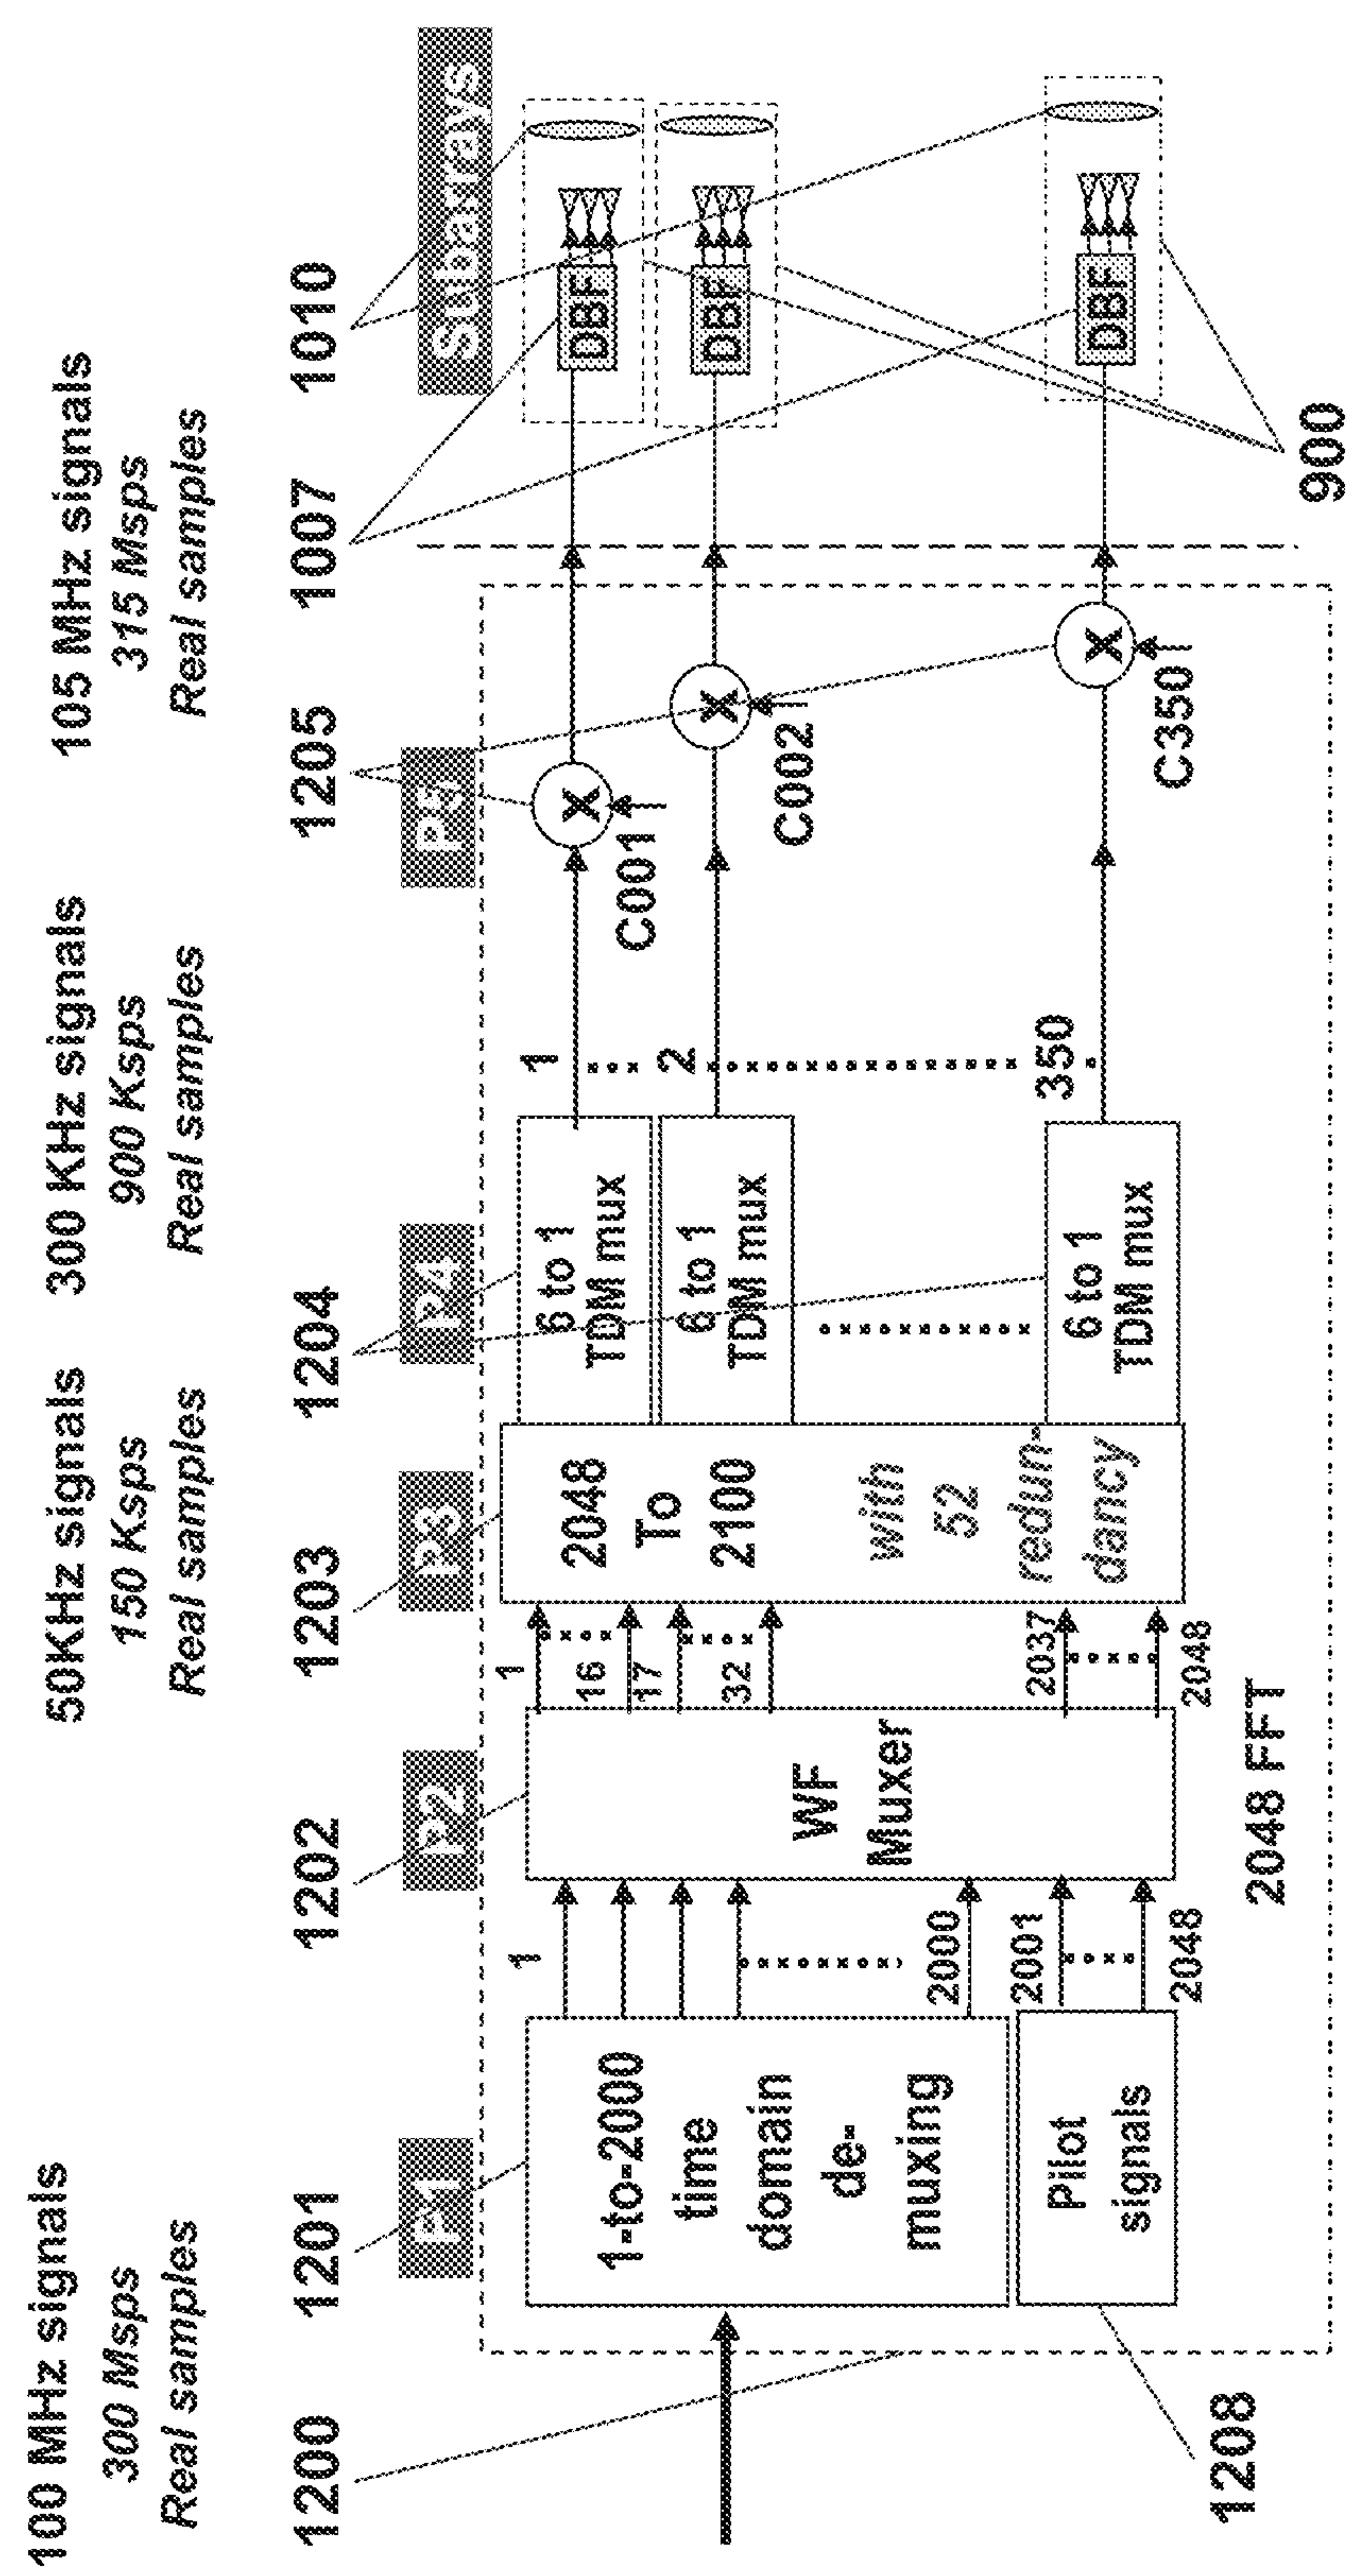 100 MHz signals
300 Msps
Real samples
50KHz signals
150 Ksps
Real samples
300 KHz signals
900 Ksps
Real samples
105 MHz signals
315 Msps
Real samples
1200
1201
1202
1203
1204
1205
1007
1010
P1
P2
P3
P4
P5
Subarrays
1-to-2000
time
domain
de-
muxing
Pilot
signals
1
2000
2001
2048
WF
Muxer
1
16
17
32
2037
2048
2048
To
2100
with
52
redun-
dancy
6 to 1
TDM mux
6 to 1
TDM mux
6 to 1
TDM mux
1
2
350
X
C001
X
C002
X
C350
DBF
DBF
DBF
2048 FFT
1208
900